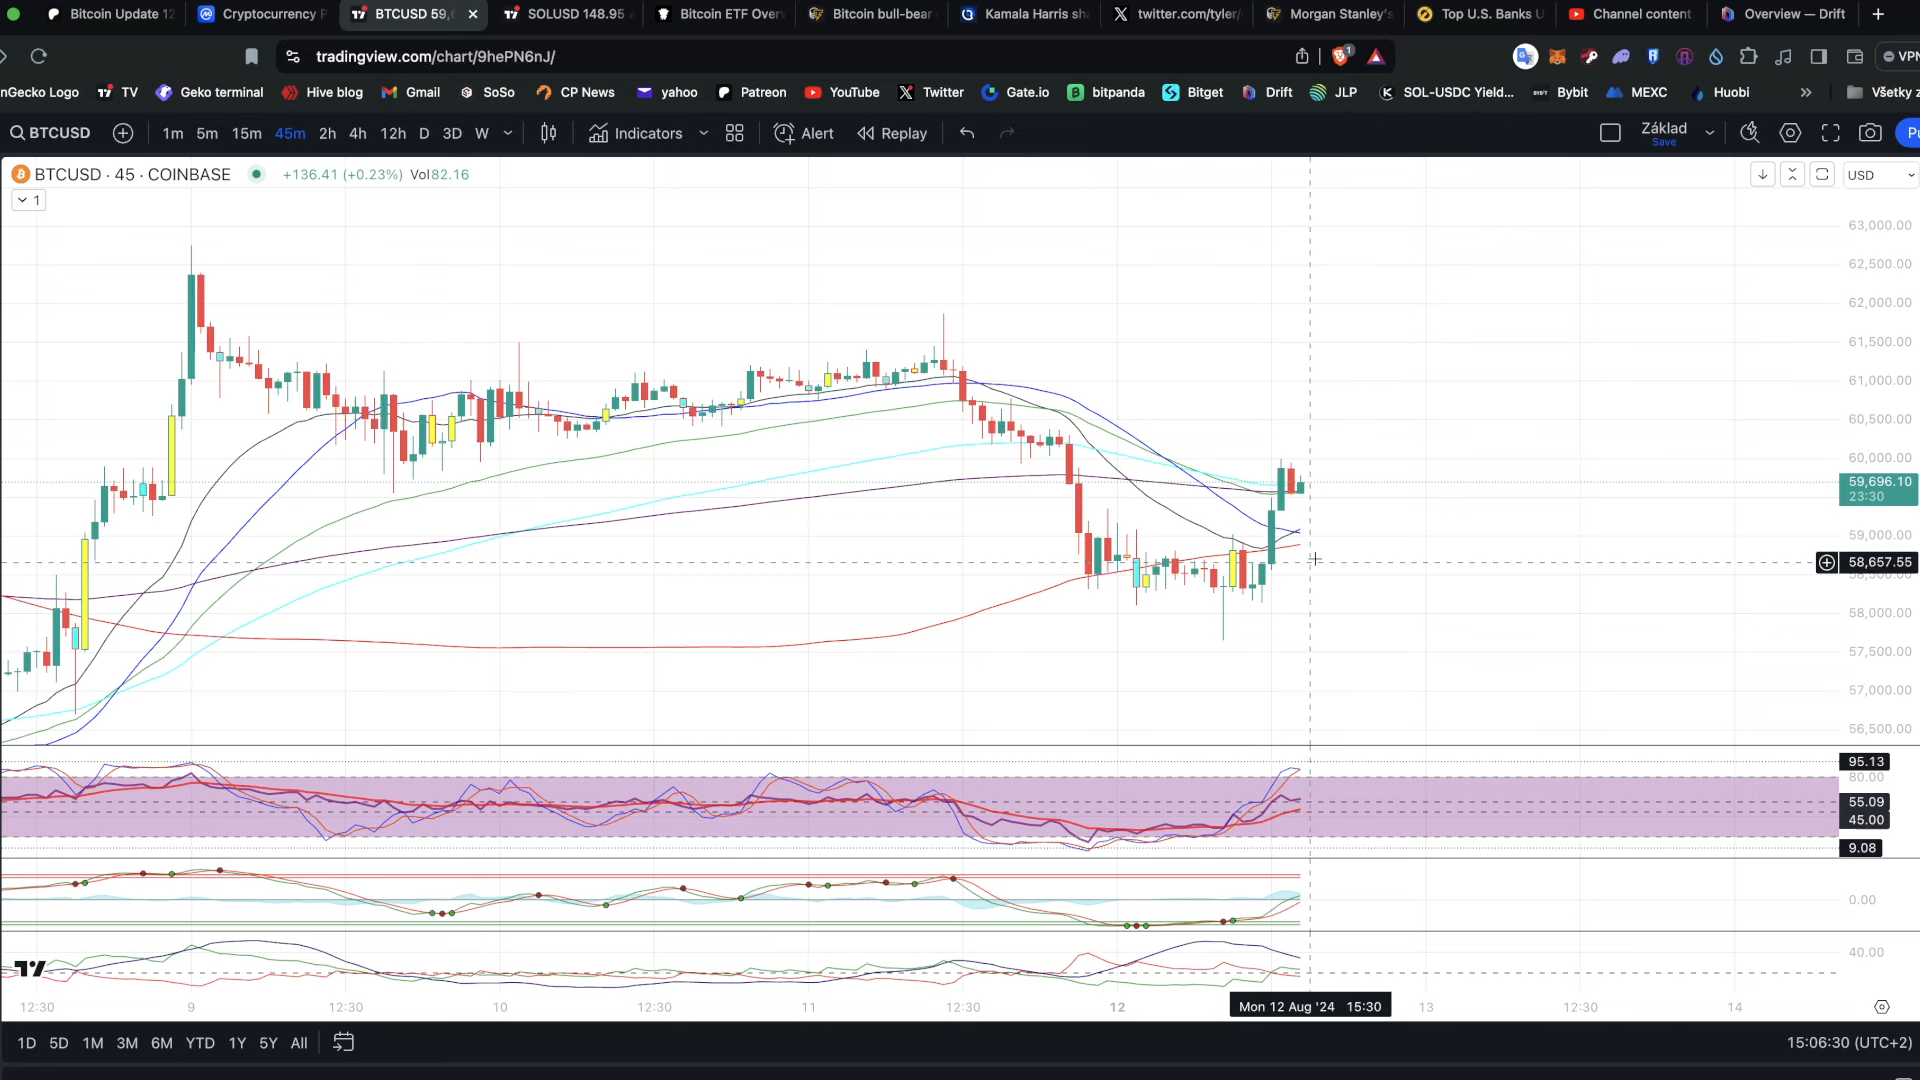 Bitcoin Update 12
Cryptocurrency P
BTCUSD 59,
SOLUSD 148.95
Bitcoin ETF Over
Bitcoin bull-bear
Kamala Harris sh
twitter.com/tyler/
Morgan Stanley's
Top U.S. Banks U
Channel content
Overview — Drift
tradingview.com/chart/9hePN6nJ/
1
VPN
nGecko Logo
TV
Geko terminal
Hive blog
Gmail
SoSo
CP News
yahoo
Patreon
YouTube
Twitter
Gate.io
bitpanda
Bitget
Drift
JLP
SOL-USDC Yield...
Bybit
MEXC
Huobi
»
Všetky z
BTCUSD
1m 5m 15m 45m 2h 4h 12h D 3D W
Indicators
Alert
Replay
Základ
Save
Pu
BTCUSD · 45 · COINBASE
+136.41 (+0.23%) Vol82.16
USD
1
63,000.00
62,500.00
62,000.00
61,500.00
61,000.00
60,500.00
60,000.00
59,696.10
23:30
59,000.00
58,657.55
58,000.00
57,500.00
57,000.00
56,500.00
95.13
80.00
55.09
45.00
9.08
0.00
40.00
12:30 9 12:30 10 12:30 11 12:30 12 Mon 12 Aug '24 15:30 13 12:30 14
1D 5D 1M 3M 6M YTD 1Y 5Y All
15:06:30 (UTC+2)